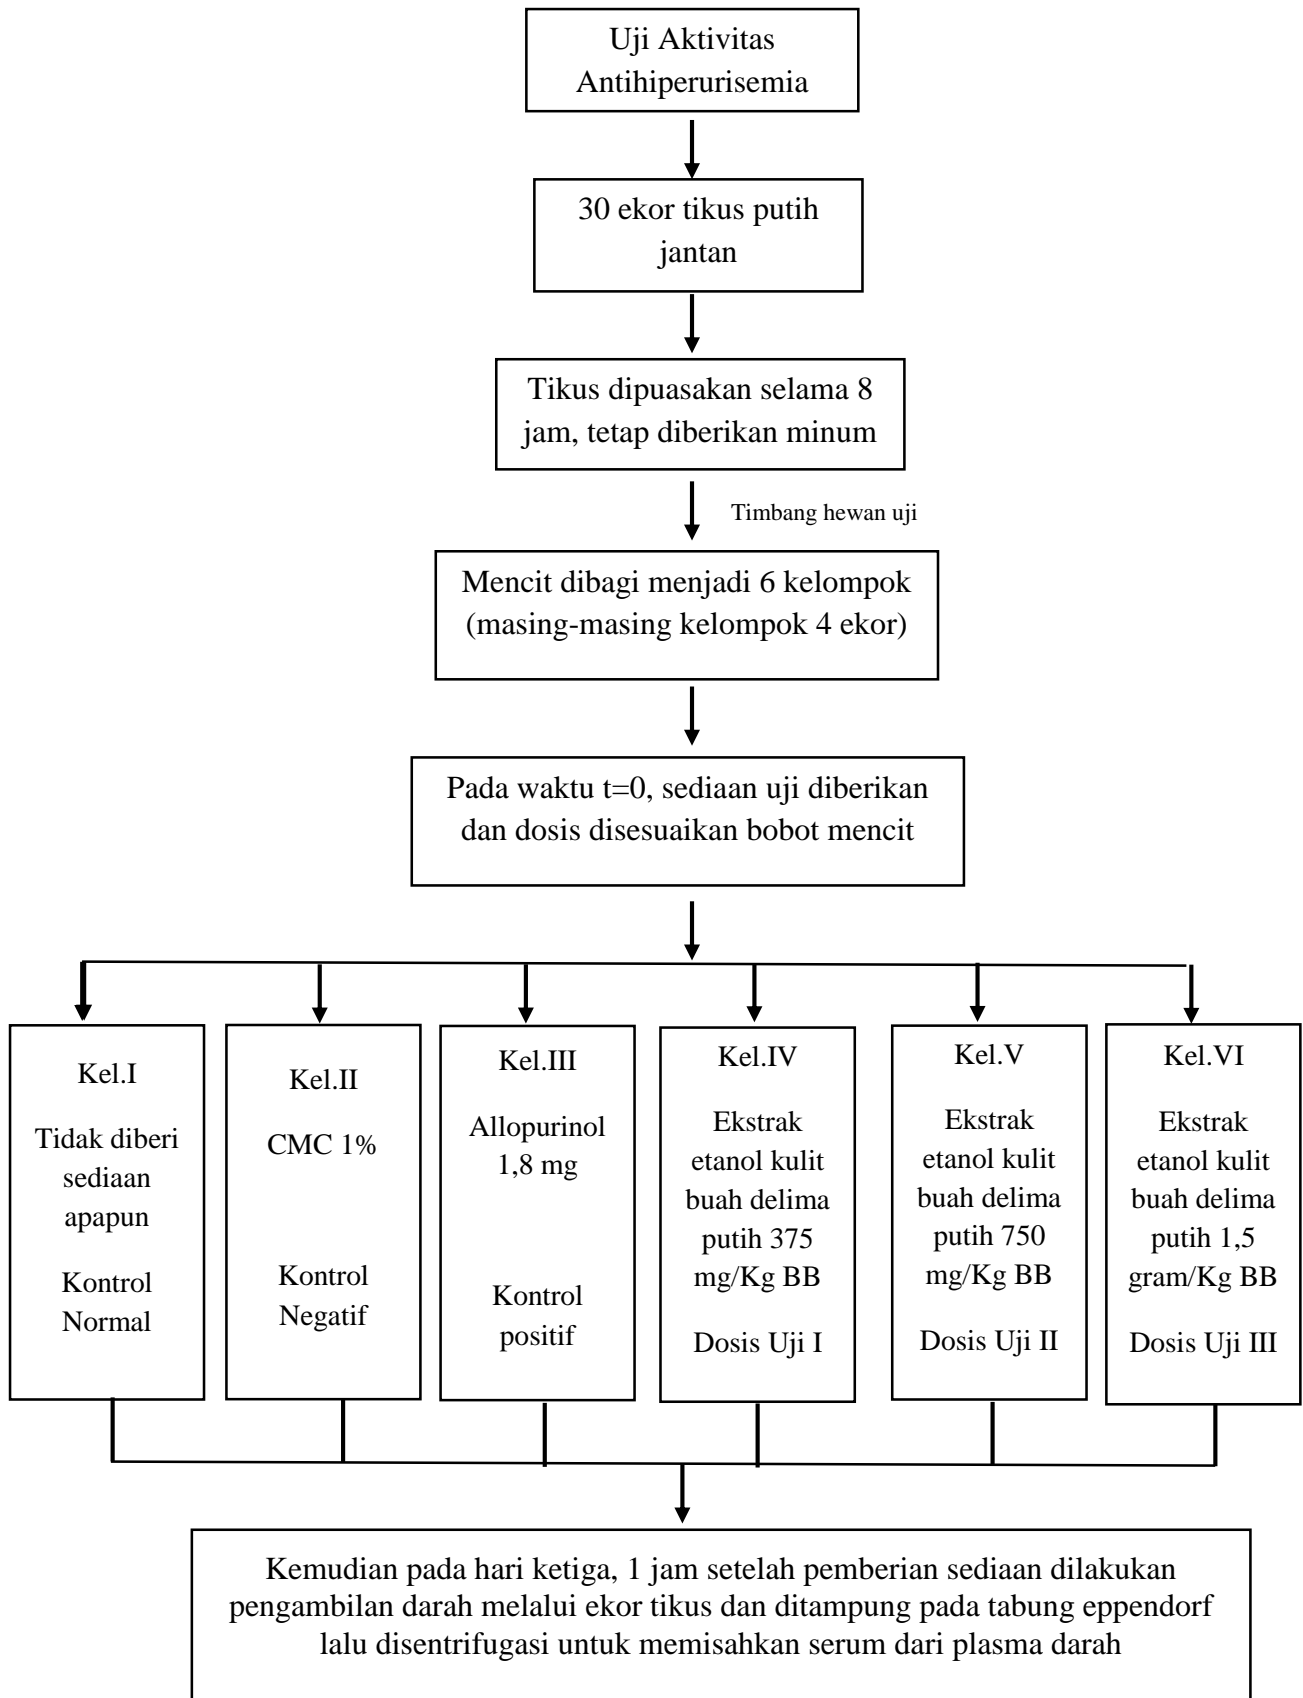 Uji Aktivitas
Antihiperurisemia
30 ekor tikus putih
jantan
Tikus dipuasakan selama 8
jam, tetap diberikan minum
Timbang hewan uji
Mencit dibagi menjadi 6 kelompok
(masing-masing kelompok 4 ekor)
Pada waktu t=0, sediaan uji diberikan
dan dosis disesuaikan bobot mencit
Kel.I
Tidak diberi
sediaan
apapun
Kontrol
Normal
Kel.II
CMC 1%
Kontrol
Negatif
Kel.III
Allopurinol
1,8 mg
Kontrol
positif
Kel.IV
Ekstrak
etanol kulit
buah delima
putih 375
mg/Kg BB
Dosis Uji I
Kel.V
Ekstrak
etanol kulit
buah delima
putih 750
mg/Kg BB
Dosis Uji II
Kel.VI
Ekstrak
etanol kulit
buah delima
putih 1,5
gram/Kg BB
Dosis Uji III
Kemudian pada hari ketiga, 1 jam setelah pemberian sediaan dilakukan
pengambilan darah melalui ekor tikus dan ditampung pada tabung eppendorf
lalu disentrifugasi untuk memisahkan serum dari plasma darah